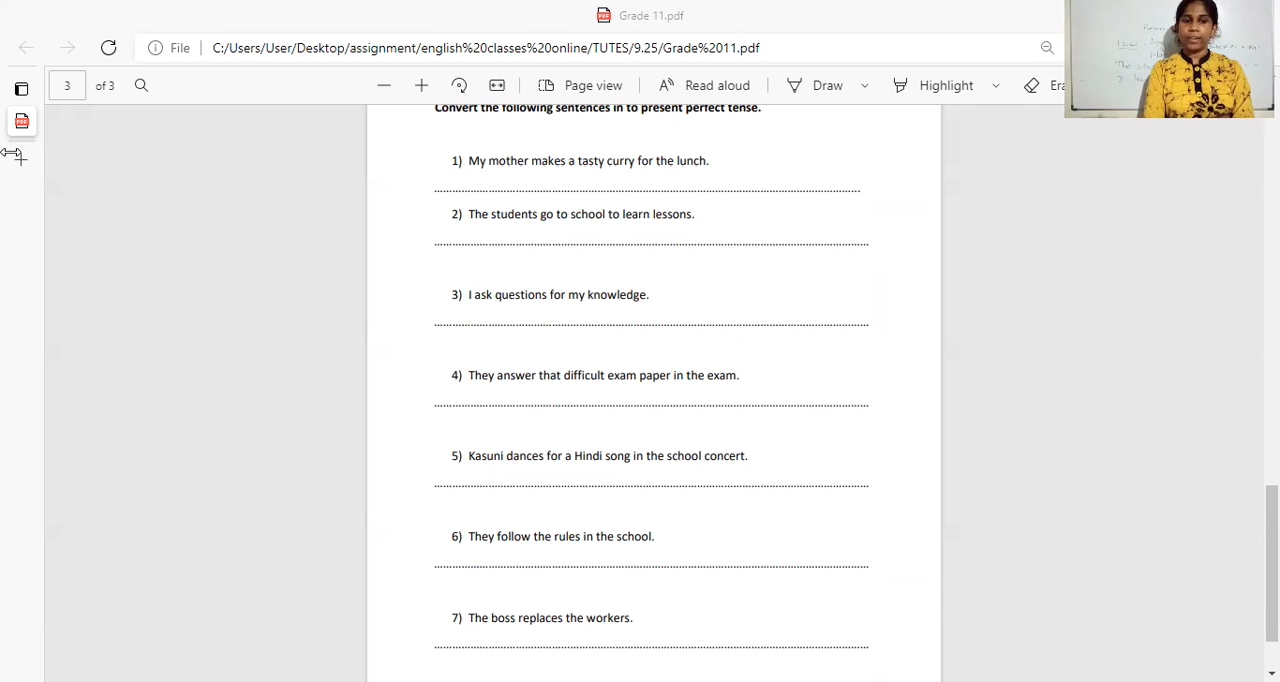 Grade 11.pdf
File C:/Users/User/Desktop/assignment/english%20classes%20online/TUTES/9.25/Grade%2011.pdf
3 of 3 Page view Read aloud Draw Highlight Era
Convert the following sentences in to present perfect tense.
1) My mother makes a tasty curry for the lunch.
2) The students go to school to learn lessons.
3) I ask questions for my knowledge.
4) They answer that difficult exam paper in the exam.
5) Kasuni dances for a Hindi song in the school concert.
6) They follow the rules in the school.
7) The boss replaces the workers.